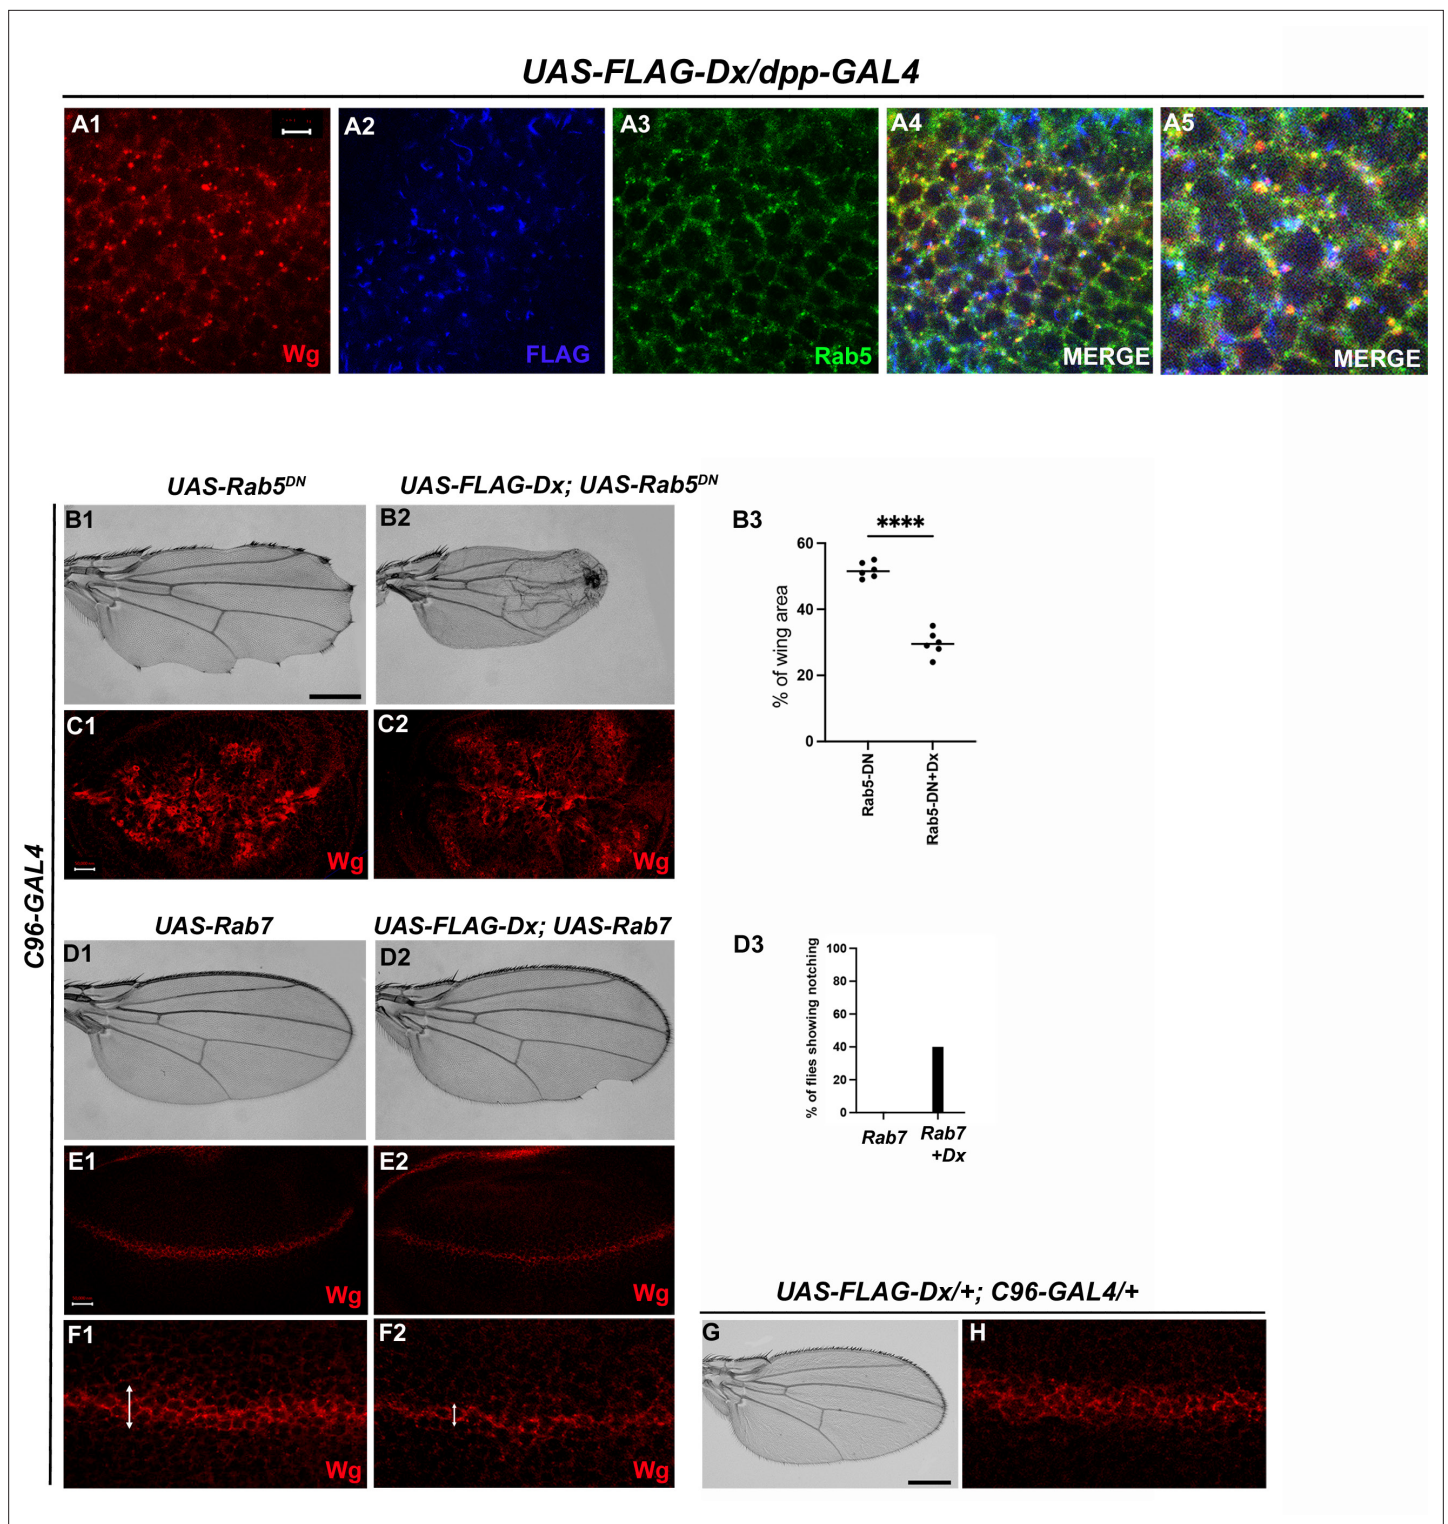 UAS-FLAG-Dx/dpp-GAL4
A1
Wg
A2
FLAG
A3
Rab5
A4
MERGE
A5
MERGE
C96-GAL4
UAS-Rab5DN
UAS-FLAG-Dx; UAS-Rab5DN
B1
B2
B3
****
% of wing area
60
40
20
0
Rab5-DN
Rab5-DN+Dx
C1
Wg
C2
Wg
UAS-Rab7
UAS-FLAG-Dx; UAS-Rab7
D1
D2
D3
% of flies showing notching
100
80
60
40
20
0
Rab7
Rab7
+Dx
E1
Wg
E2
Wg
F1
Wg
F2
Wg
UAS-FLAG-Dx/+; C96-GAL4/+
G
H